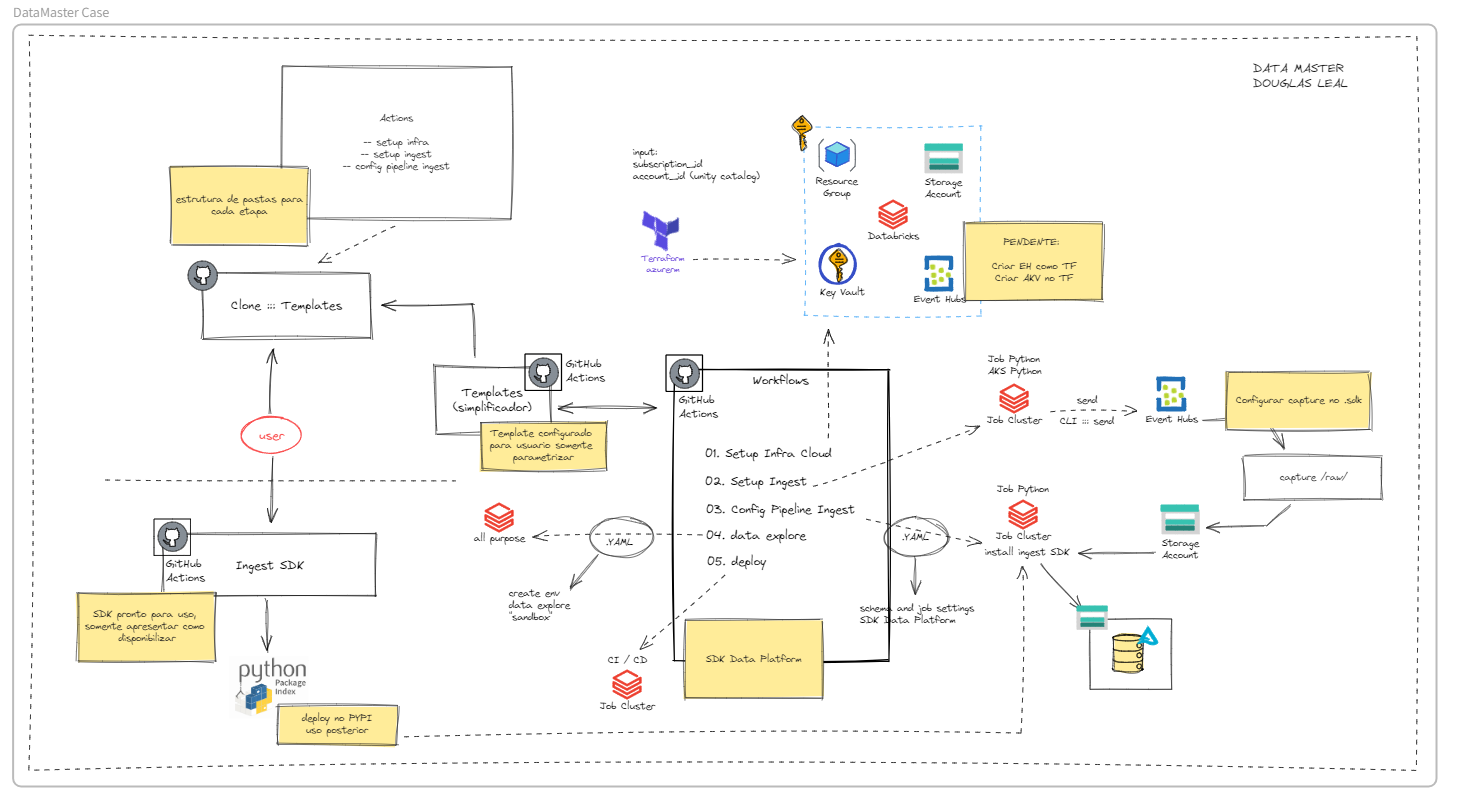 DataMaster Case
DATA MASTER
DOUGLAS LEAL
Actions
-- setup infra
-- setup ingest
-- config pipeline ingest
estrutura de pastas para
cada etapa
Clone ::: Templates
input:
subscription_id
account_id (unity catalog)
Terraform
azurerm
Resource
Group
Storage
Account
Databricks
Key Vault
Event Hubs
PENDENTE:
Criar EH como TF
Criar AKV no TF
user
Templates
(simplificador)
GitHub
Actions
Template configurado
para usuario somente
parametrizar
GitHub
Actions
Workflows
01. Setup Infra Cloud
02. Setup Ingest
03. Config Pipeline Ingest
04. data explore
05. deploy
SDK Data Platform
Job Python
AKS Python
Job Cluster
send
CLI ::: send
Event Hubs
Configurar capture no .sdk
capture /raw/
Storage
Account
Job Python
Job Cluster
install ingest SDK
.YAML
schema and job settings
SDK Data Platform
all purpose
.YAML
create env
data explore
"sandbox"
CI / CD
Job Cluster
GitHub
Actions
Ingest SDK
SDK pronto para uso,
somente apresentar como
disponibilizar
python
Package
Index
deploy no PYPI
uso posterior